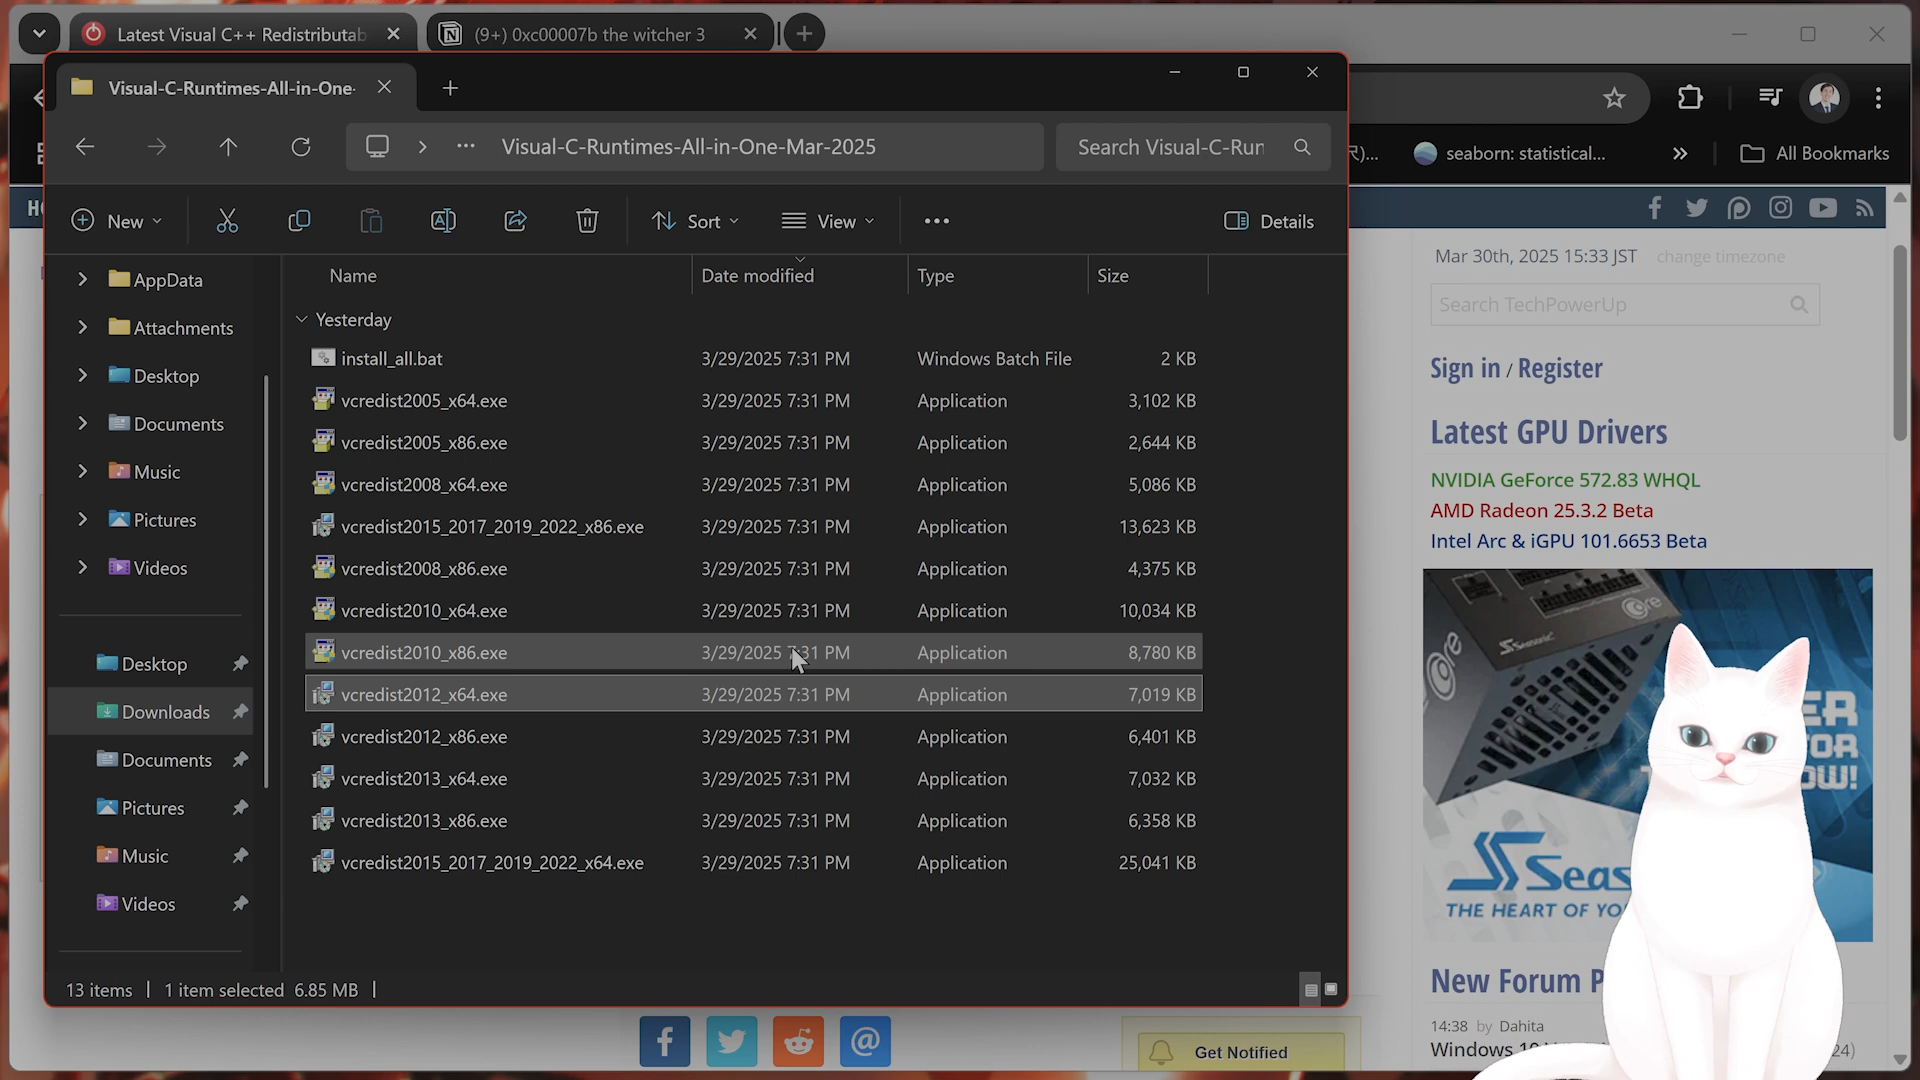 Latest Visual C++ Redistributab
(9+) 0xc00007b the witcher 3
Visual-C-Runtimes-All-in-One-
Visual-C-Runtimes-All-in-One-Mar-2025
Search Visual-C-Run
seaborn: statistical...
All Bookmarks
New
Sort
View
Details
Name
Date modified
Type
Size
Yesterday
install_all.bat 3/29/2025 7:31 PM Windows Batch File 2 KB
vcredist2005_x64.exe 3/29/2025 7:31 PM Application 3,102 KB
vcredist2005_x86.exe 3/29/2025 7:31 PM Application 2,644 KB
vcredist2008_x64.exe 3/29/2025 7:31 PM Application 5,086 KB
vcredist2015_2017_2019_2022_x86.exe 3/29/2025 7:31 PM Application 13,623 KB
vcredist2008_x86.exe 3/29/2025 7:31 PM Application 4,375 KB
vcredist2010_x64.exe 3/29/2025 7:31 PM Application 10,034 KB
vcredist2010_x86.exe 3/29/2025 7:31 PM Application 8,780 KB
vcredist2012_x64.exe 3/29/2025 7:31 PM Application 7,019 KB
vcredist2012_x86.exe 3/29/2025 7:31 PM Application 6,401 KB
vcredist2013_x64.exe 3/29/2025 7:31 PM Application 7,032 KB
vcredist2013_x86.exe 3/29/2025 7:31 PM Application 6,358 KB
vcredist2015_2017_2019_2022_x64.exe 3/29/2025 7:31 PM Application 25,041 KB
AppData
Attachments
Desktop
Documents
Music
Pictures
Videos
Desktop
Downloads
Documents
Pictures
Music
Videos
13 items | 1 item selected 6.85 MB |
Mar 30th, 2025 15:33 JST change timezone
Search TechPowerUp
Sign in / Register
Latest GPU Drivers
NVIDIA GeForce 572.83 WHQL
AMD Radeon 25.3.2 Beta
Intel Arc & iGPU 101.6653 Beta
Core
Seasonic
Seas
THE HEART OF YO
New Forum P
14:38 by Dahita
Windows 10
24)
Get Notified